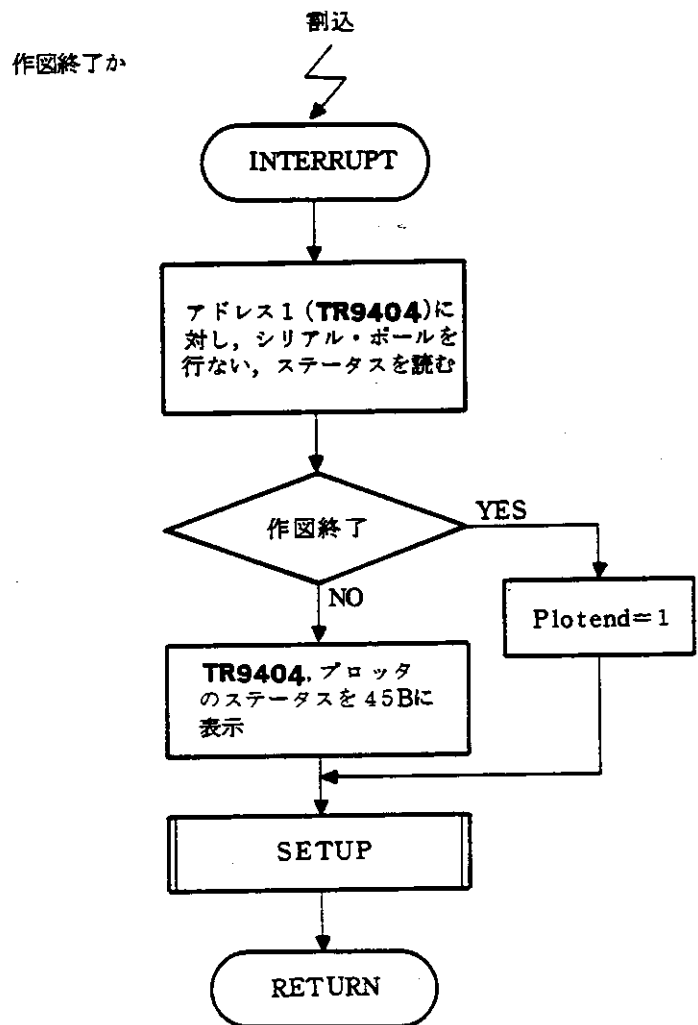 割込
作図終了か
INTERRUPT
アドレス1 (TR9404)に
対し，シリアル・ポールを
行ない，ステータスを読む
作図終了
YES
NO
Plotend=1
TR9404，プロッタ
のステータスを45Bに
表示
SETUP
RETURN